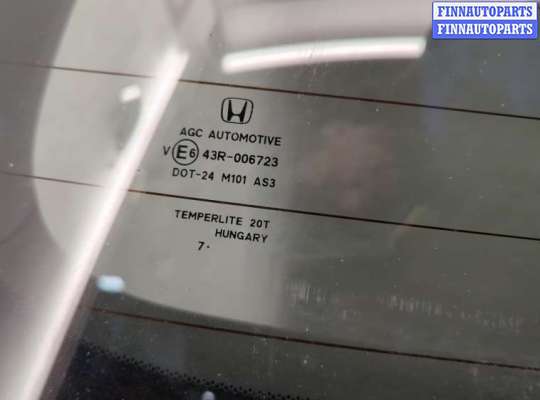 FINNAUTOPARTS
FINNAUTOPARTS
AGC AUTOMOTIVE
V E6 43R-006723
DOT-24 M101 AS3
TEMPERLITE 20T
HUNGARY
7·